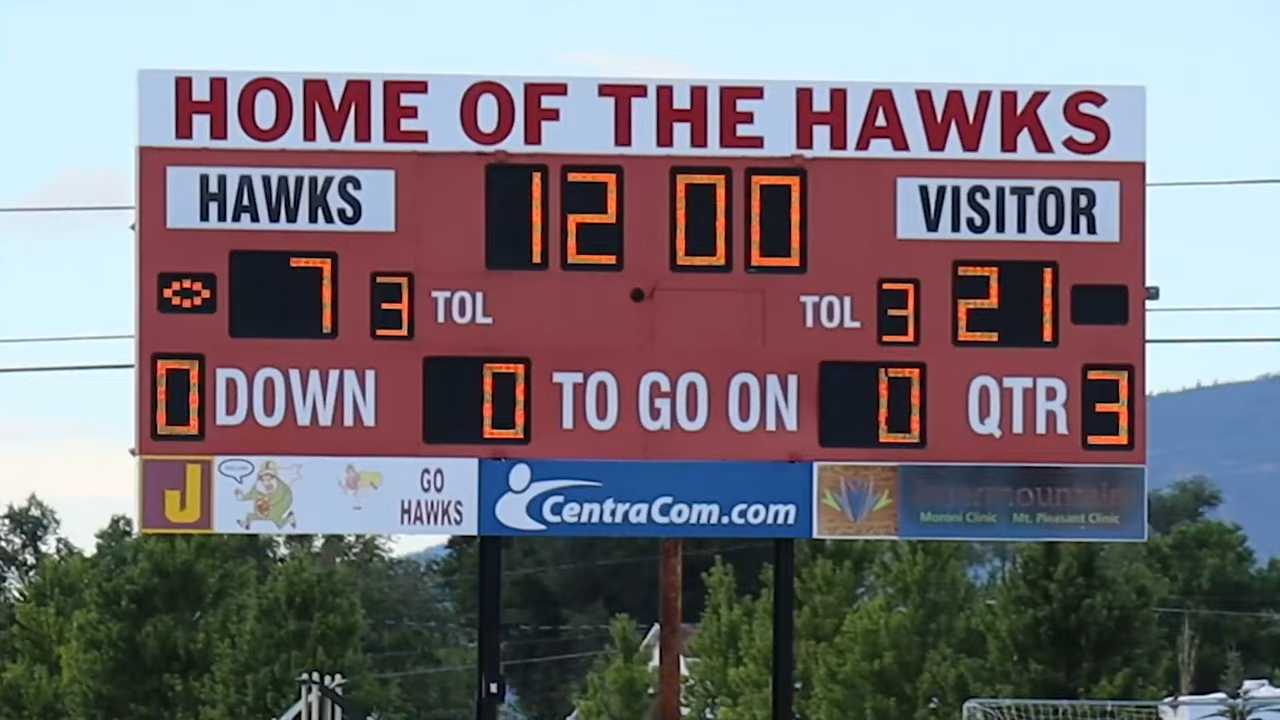 HOME OF THE HAWKS
HAWKS 12 00 VISITOR
7 3 TOL TOL 3 21
0 DOWN 0 TO GO ON 0 QTR 3
J GO HAWKS CentraCom.com Intermountain
Moroni Clinic Mt. Pleasant Clinic